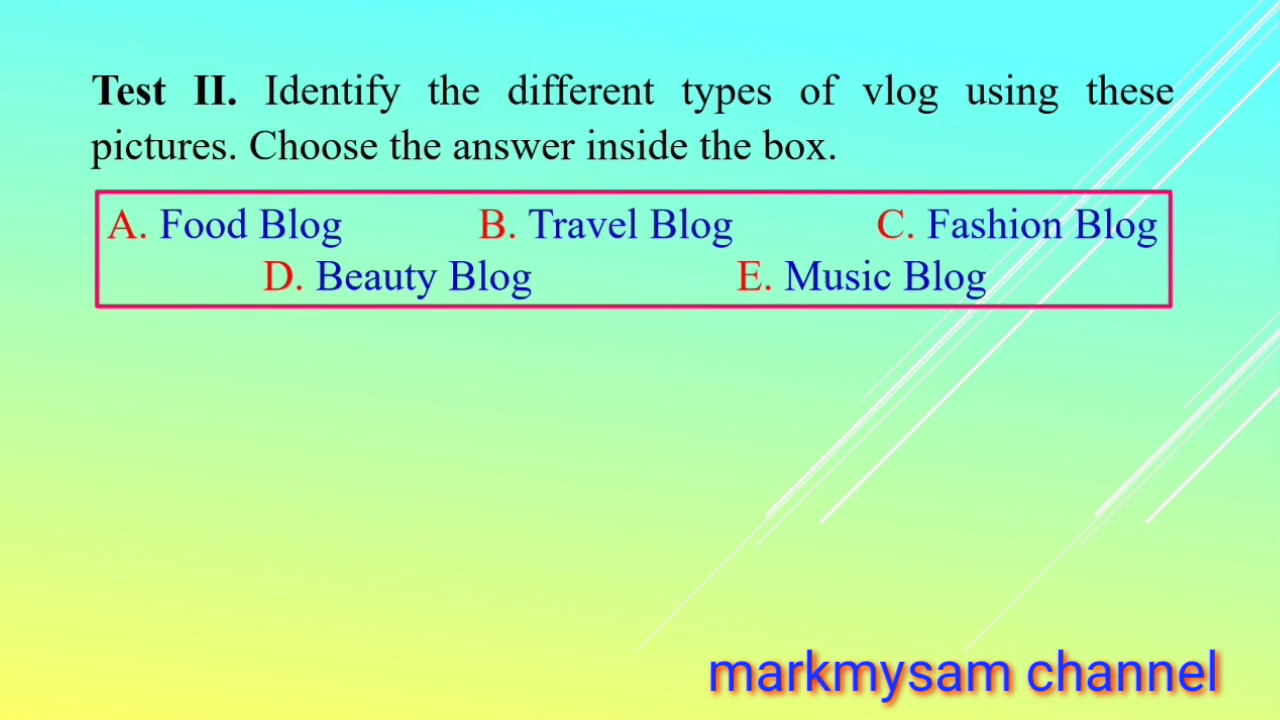 Test II. Identify the different types of vlog using these
pictures. Choose the answer inside the box.
A. Food Blog B. Travel Blog C. Fashion Blog
D. Beauty Blog E. Music Blog
markmysam channel